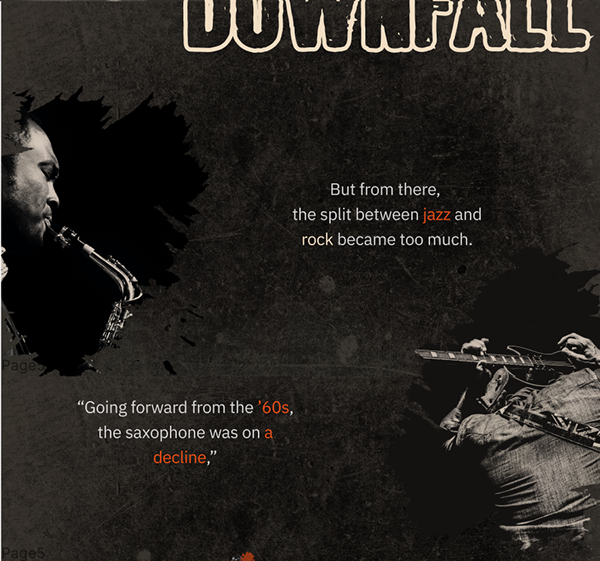 DOWNFALL
But from there,
the split between jazz and
rock became too much.
Page5
“Going forward from the ’60s,
the saxophone was on a
decline,”
Page5